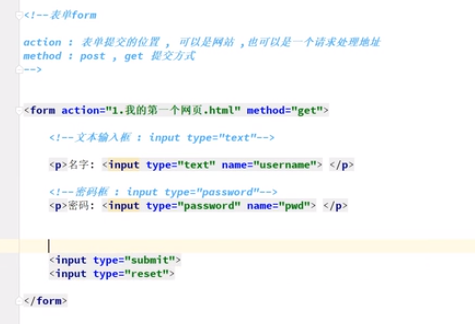 <!--表单form
action : 表单提交的位置 , 可以是网站 ,也可以是一个请求处理地址
method : post , get 提交方式
-->
<form action="1.我的第一个网页.html" method="get">
<!--文本输入框 : input type="text"-->
<p>名字: <input type="text" name="username"> </p>
<!--密码框 : input type="password"-->
<p>密码: <input type="password" name="pwd"> </p>
<input type="submit">
<input type="reset">
</form>